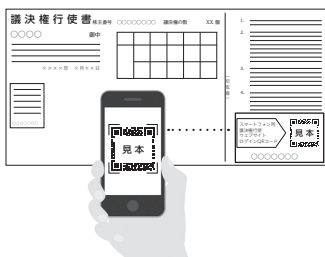 議決権行使書 株主番号 ○○○○○○○○ 議決権の数 XX 個
○○○○ 御中
××××年 ×月××日
○○○○○○
1.
2.
3.
4.
スマートフォン用
議決権行使
ウェブサイト
ログインQRコード
見本
○○○○○○○
見本